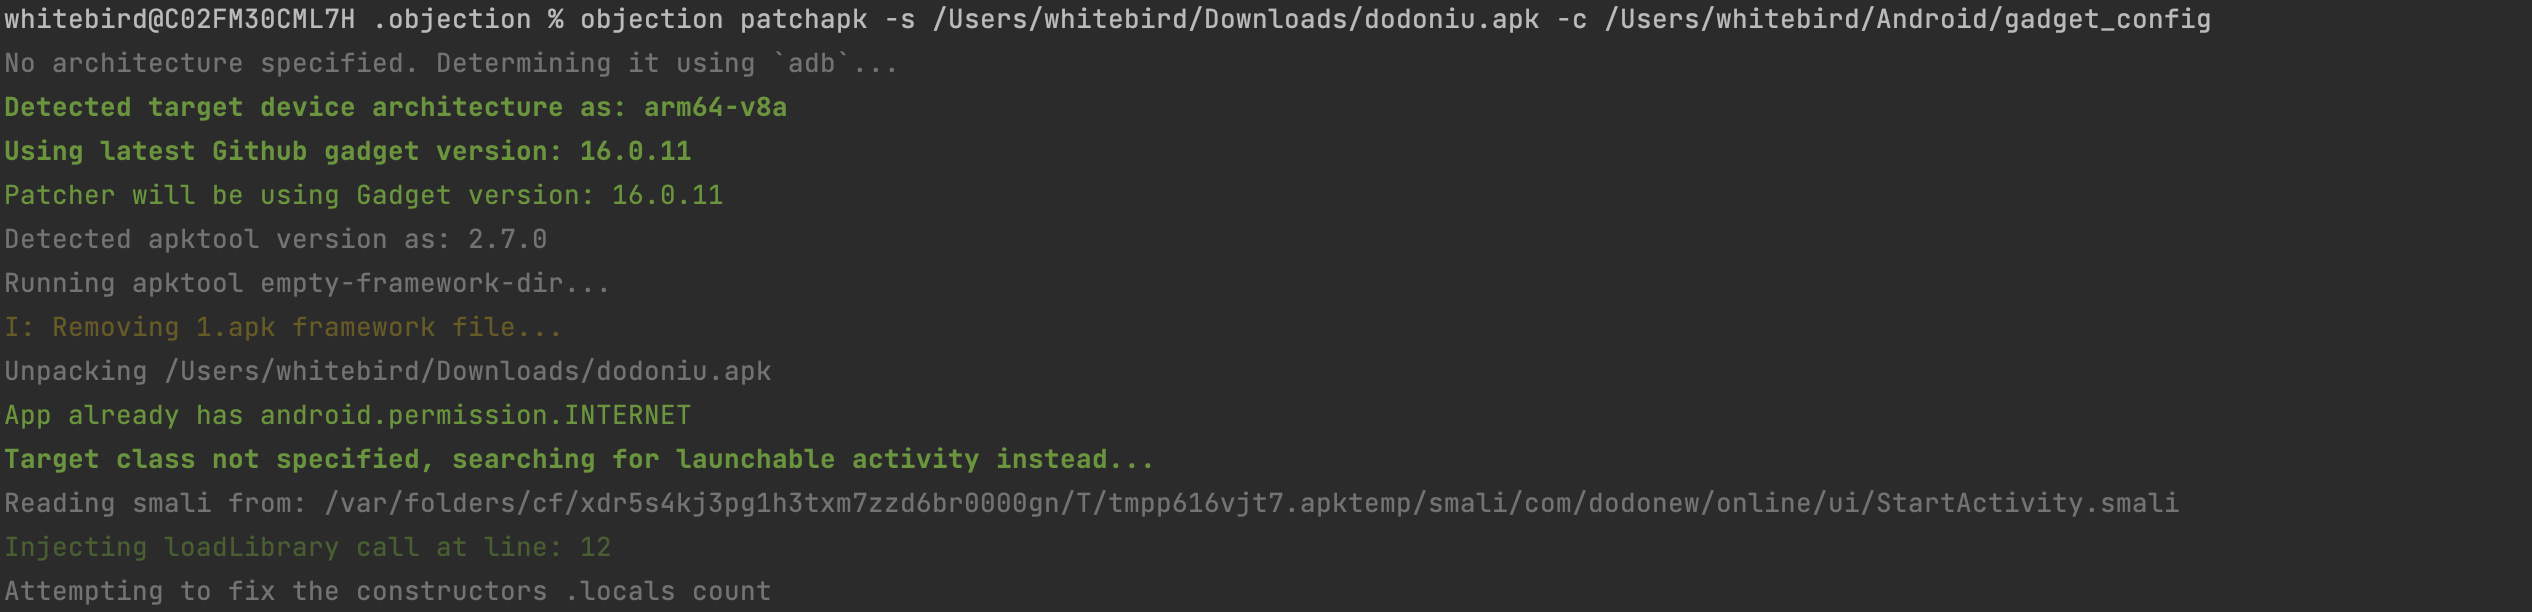 whitebird@C02FM30CML7H .objection % objection patchapk -s /Users/whitebird/Downloads/dodoniu.apk -c /Users/whitebird/Android/gadget_config
No architecture specified. Determining it using `adb`...
Detected target device architecture as: arm64-v8a
Using latest Github gadget version: 16.0.11
Patcher will be using Gadget version: 16.0.11
Detected apktool version as: 2.7.0
Running apktool empty-framework-dir...
I: Removing 1.apk framework file...
Unpacking /Users/whitebird/Downloads/dodoniu.apk
App already has android.permission.INTERNET
Target class not specified, searching for launchable activity instead...
Reading smali from: /var/folders/cf/xdr5s4kj3pg1h3txm7zzd6br0000gn/T/tmpp616vjt7.apktemp/smali/com/dodonew/online/ui/StartActivity.smali
Injecting loadLibrary call at line: 12
Attempting to fix the constructors .locals count